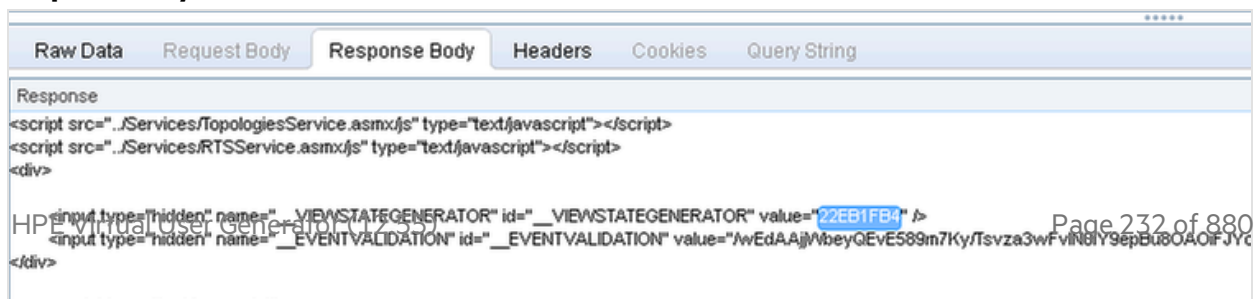 Raw Data Request Body Response Body Headers Cookies Query String
Response
<script src="../Services/TopologiesService.asmx/js" type="text/javascript"></script>
<script src="../Services/RTSService.asmx/js" type="text/javascript"></script>
<div>
<input type="hidden" name="__VIEWSTATEGENERATOR" id="__VIEWSTATEGENERATOR" value="22EB1FB4" />
HPE Virtual User Generator (12.55) Page 232 of 880
<input type="hidden" name="__EVENTVALIDATION" id="__EVENTVALIDATION"
</div>